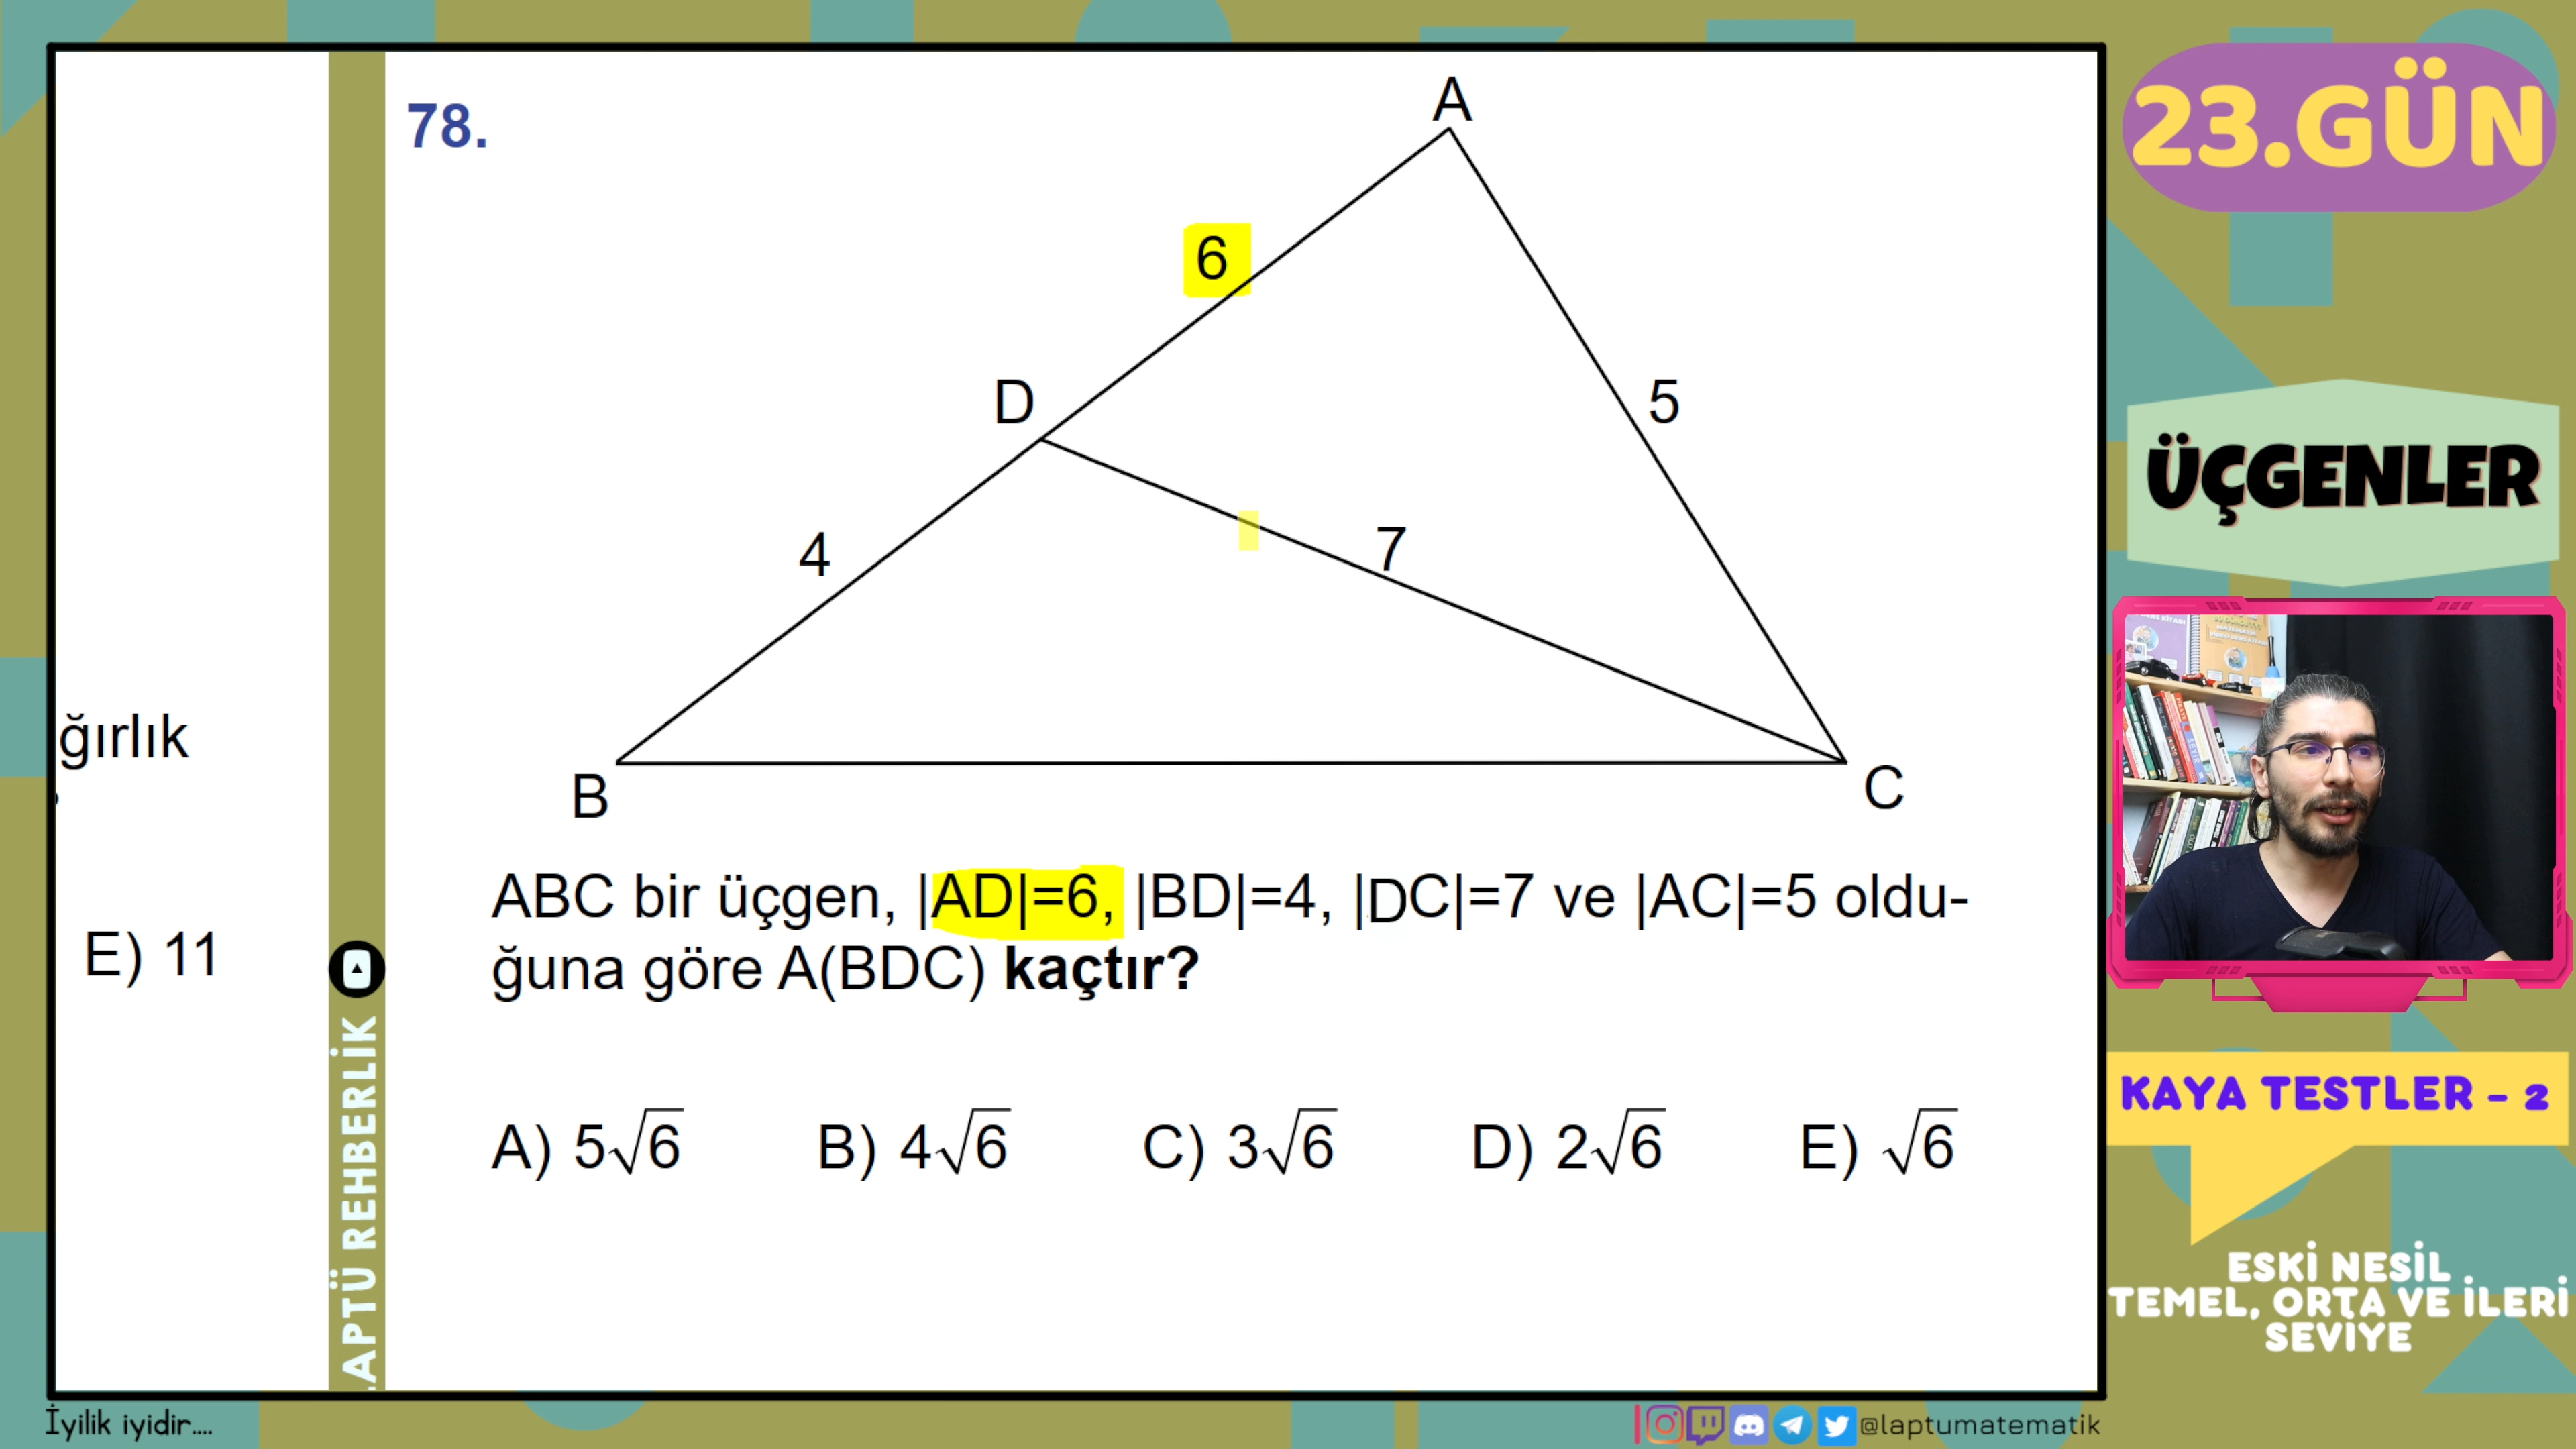 78.
A
6
D
5
4
7
B
C
ABC bir üçgen, |AD|=6, |BD|=4, |DC|=7 ve |AC|=5 oldu-
ğuna göre A(BDC) kaçtır?
A) 5√6 B) 4√6 C) 3√6 D) 2√6 E) √6
ğırlık
E) 11
APTÜ REHBERLİK
23.GÜN
ÜÇGENLER
KAYA TESTLER - 2
ESKİ NESİL
TEMEL, ORTA VE İLERİ
SEVİYE
İyilik iyidir....
@laptumatematik